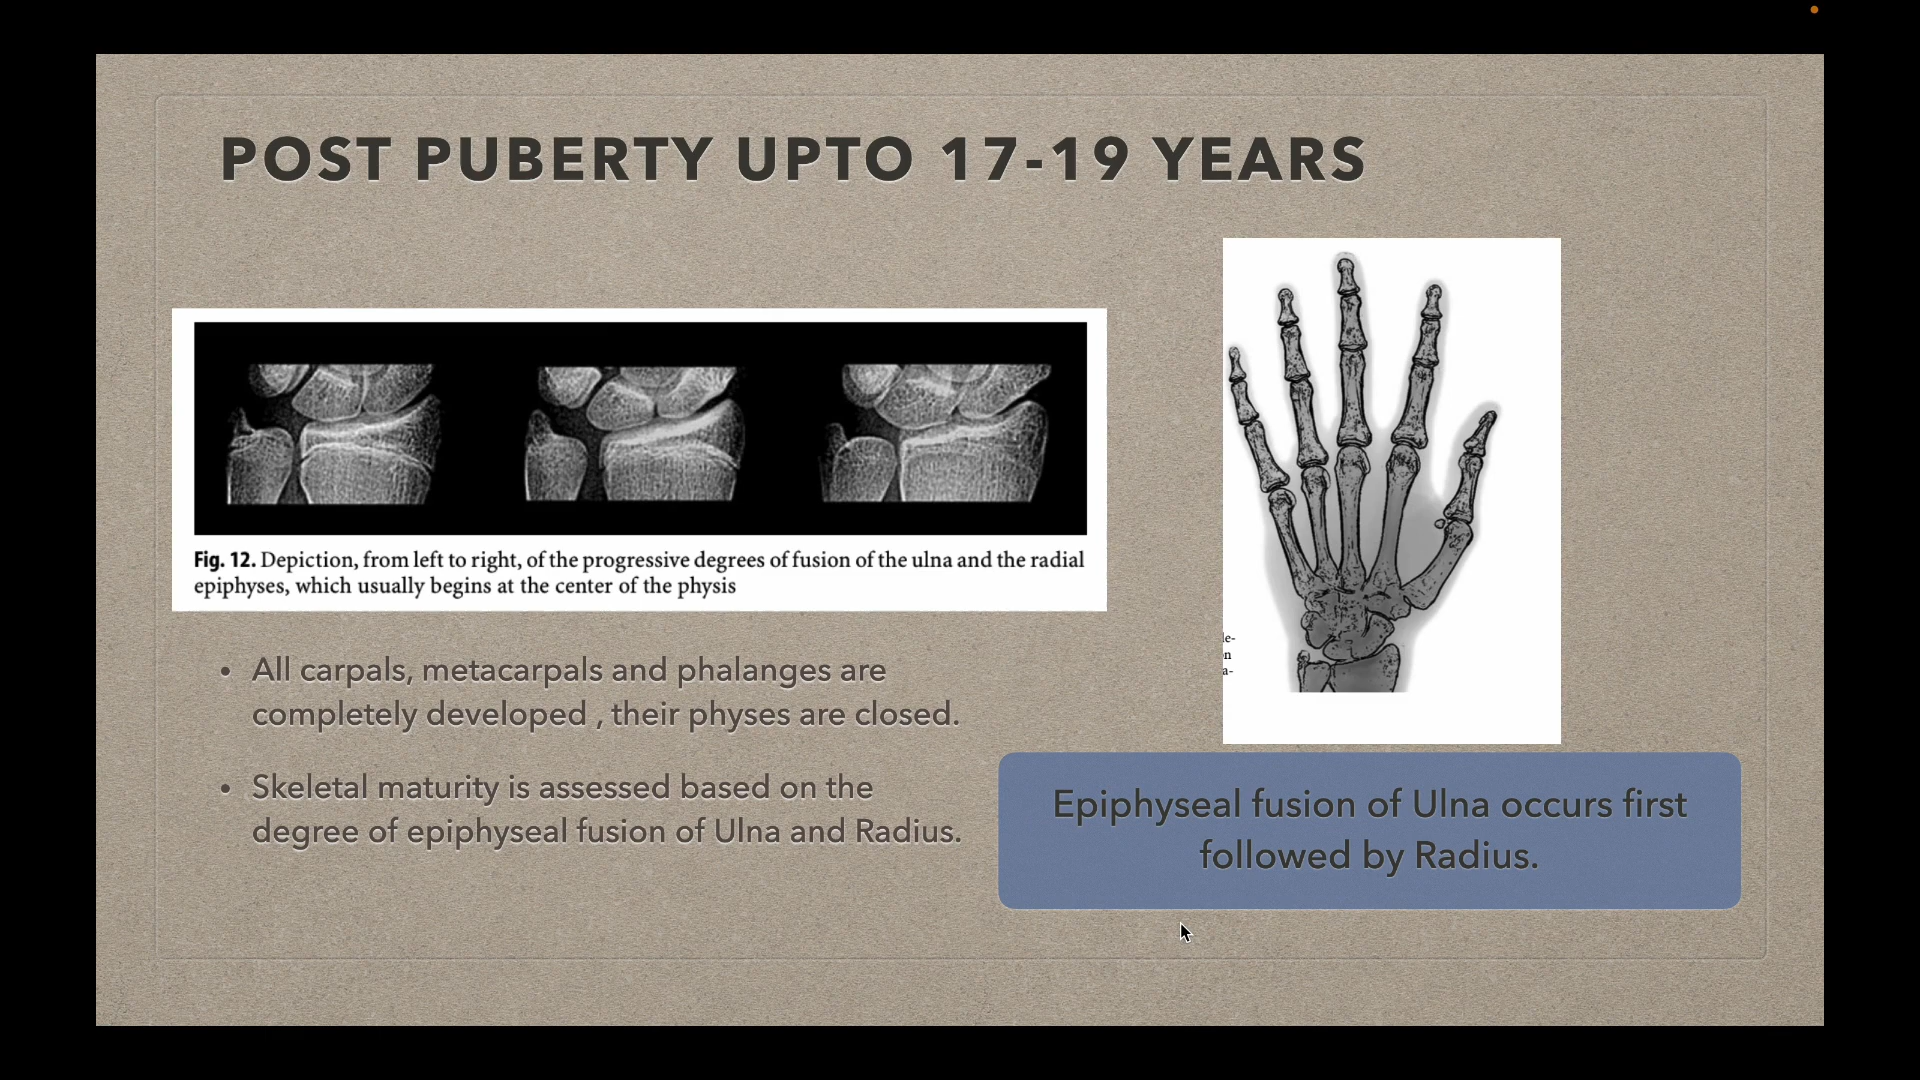 POST PUBERTY UPTO 17-19 YEARS
Fig. 12. Depiction, from left to right, of the progressive degrees of fusion of the ulna and the radial
epiphyses, which usually begins at the center of the physis
• All carpals, metacarpals and phalanges are
completely developed , their physes are closed.
• Skeletal maturity is assessed based on the
degree of epiphyseal fusion of Ulna and Radius.
le-
n
a-
Epiphyseal fusion of Ulna occurs first
followed by Radius.